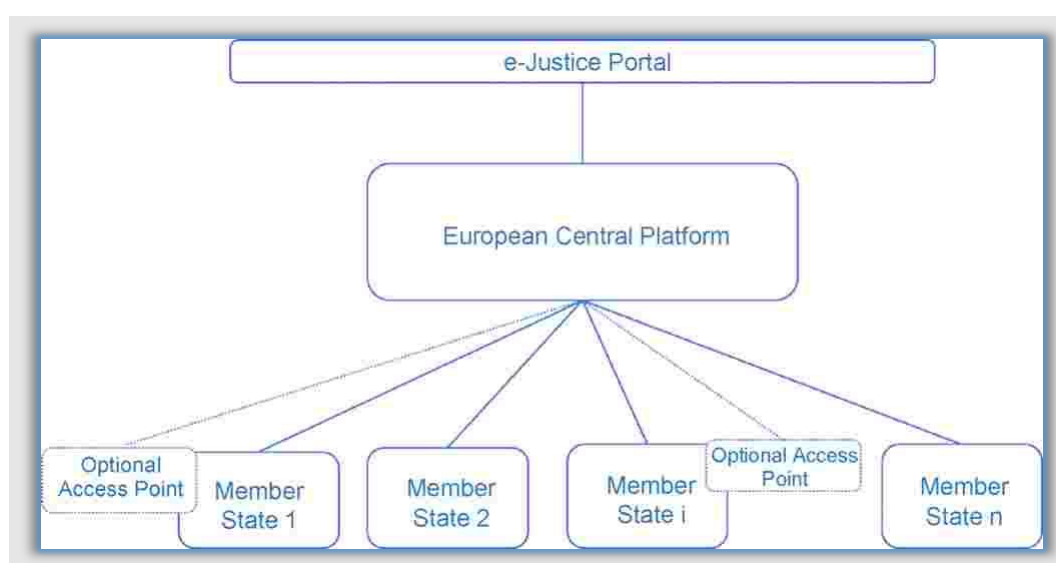 e-Justice Portal
European Central Platform
Optional
Access Point
Member
State 1
Member
State 2
Member
State i
Optional Access
Point
Member
State n